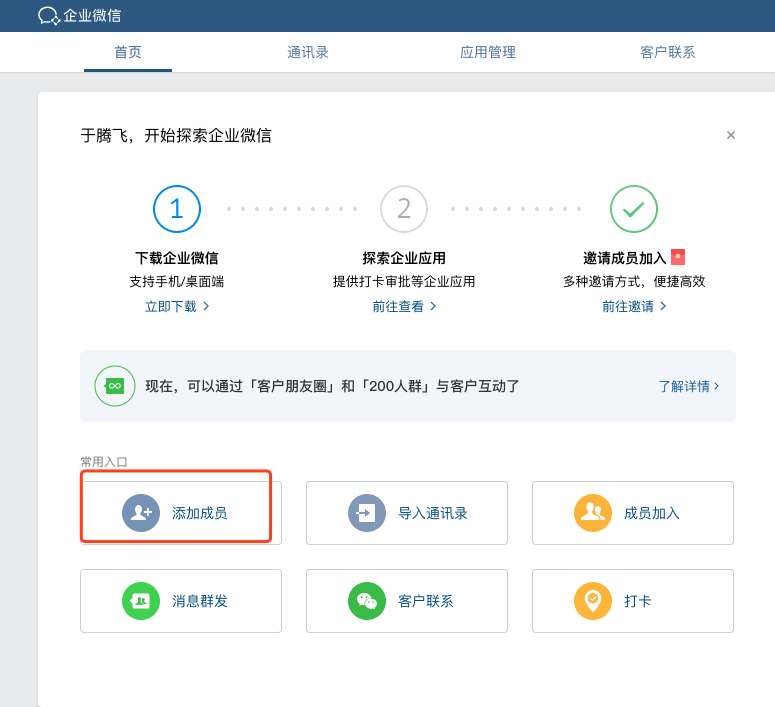 企业微信
首页 通讯录 应用管理 客户联系
于腾飞，开始探索企业微信
×
1 2
下载企业微信 探索企业应用 邀请成员加入
支持手机/桌面端 提供打卡审批等企业应用 多种邀请方式，便捷高效
立即下载 > 前往查看 > 前往邀请 >
现在，可以通过「客户朋友圈」和「200人群」与客户互动了 了解详情 >
常用入口
添加成员 导入通讯录 成员加入
消息群发 客户联系 打卡